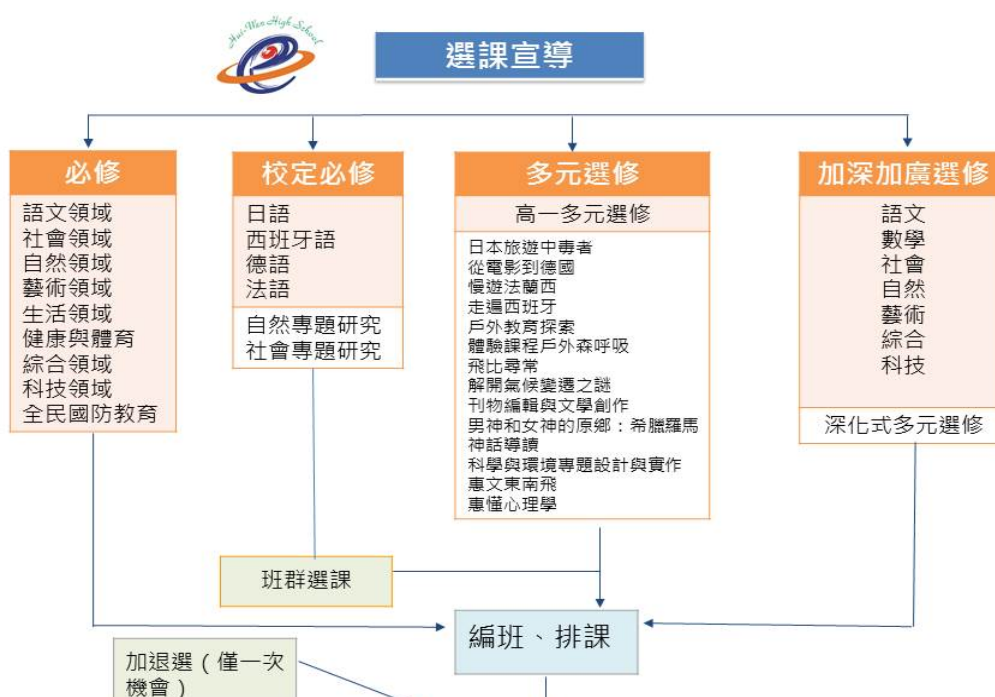 Hui-Wen High School
選課宣導
必修
語文領域
社會領域
自然領域
藝術領域
生活領域
健康與體育
綜合領域
科技領域
全民國防教育
校定必修
日語
西班牙語
德語
法語
自然專題研究
社會專題研究
多元選修
高一多元選修
日本旅遊中毒者
從電影到德國
慢遊法蘭西
走遍西班牙
戶外教育探索
體驗課程戶外森呼吸
飛比尋常
解開氣候變遷之謎
刊物編輯與文學創作
男神和女神的原鄉：希臘羅馬
神話導讀
科學與環境專題設計與實作
惠文東南飛
惠懂心理學
加深加廣選修
語文
數學
社會
自然
藝術
綜合
科技
深化式多元選修
班群選課
編班、排課
加退選（僅一次
機會）